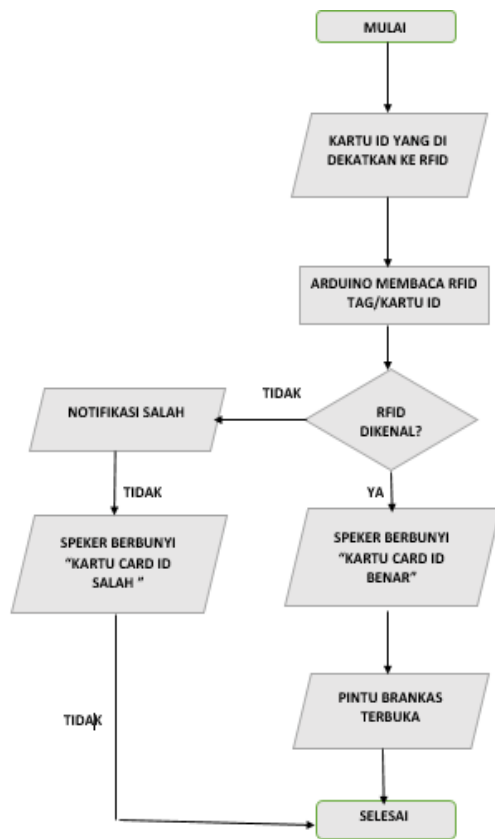 MULAI
KARTU ID YANG DI
DEKATKAN KE RFID
ARDUINO MEMBACA RFID
TAG/KARTU ID
RFID
DIKENAL?
TIDAK
NOTIFIKASI SALAH
TIDAK
SPEKER BERBUNYI
“KARTU CARD ID
SALAH ”
TIDAK
YA
SPEKER BERBUNYI
“KARTU CARD ID
BENAR”
PINTU BRANKAS
TERBUKA
SELESAI